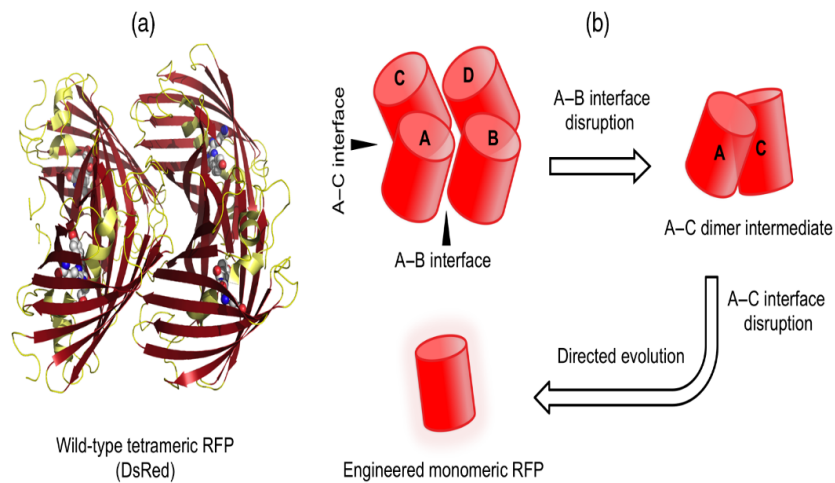 (a)
Wild-type tetrameric RFP
(DsRed)
(b)
A–C interface
C
D
A
B
A–B interface
A–B interface
disruption
A
C
A–C dimer intermediate
A–C interface
disruption
Directed evolution
Engineered monomeric RFP